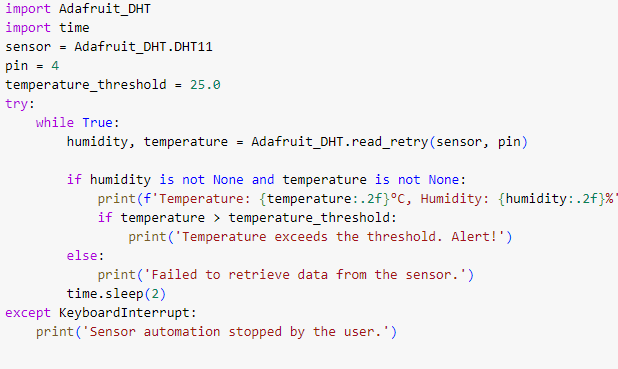 import Adafruit_DHT
import time
sensor = Adafruit_DHT.DHT11
pin = 4
temperature_threshold = 25.0
try:
    while True:
        humidity, temperature = Adafruit_DHT.read_retry(sensor, pin)
        if humidity is not None and temperature is not None:
            print(f'Temperature: {temperature:.2f}°C, Humidity: {humidity:.2f}%'
            if temperature > temperature_threshold:
                print('Temperature exceeds the threshold. Alert!')
        else:
            print('Failed to retrieve data from the sensor.')
        time.sleep(2)
except KeyboardInterrupt:
    print('Sensor automation stopped by the user.')